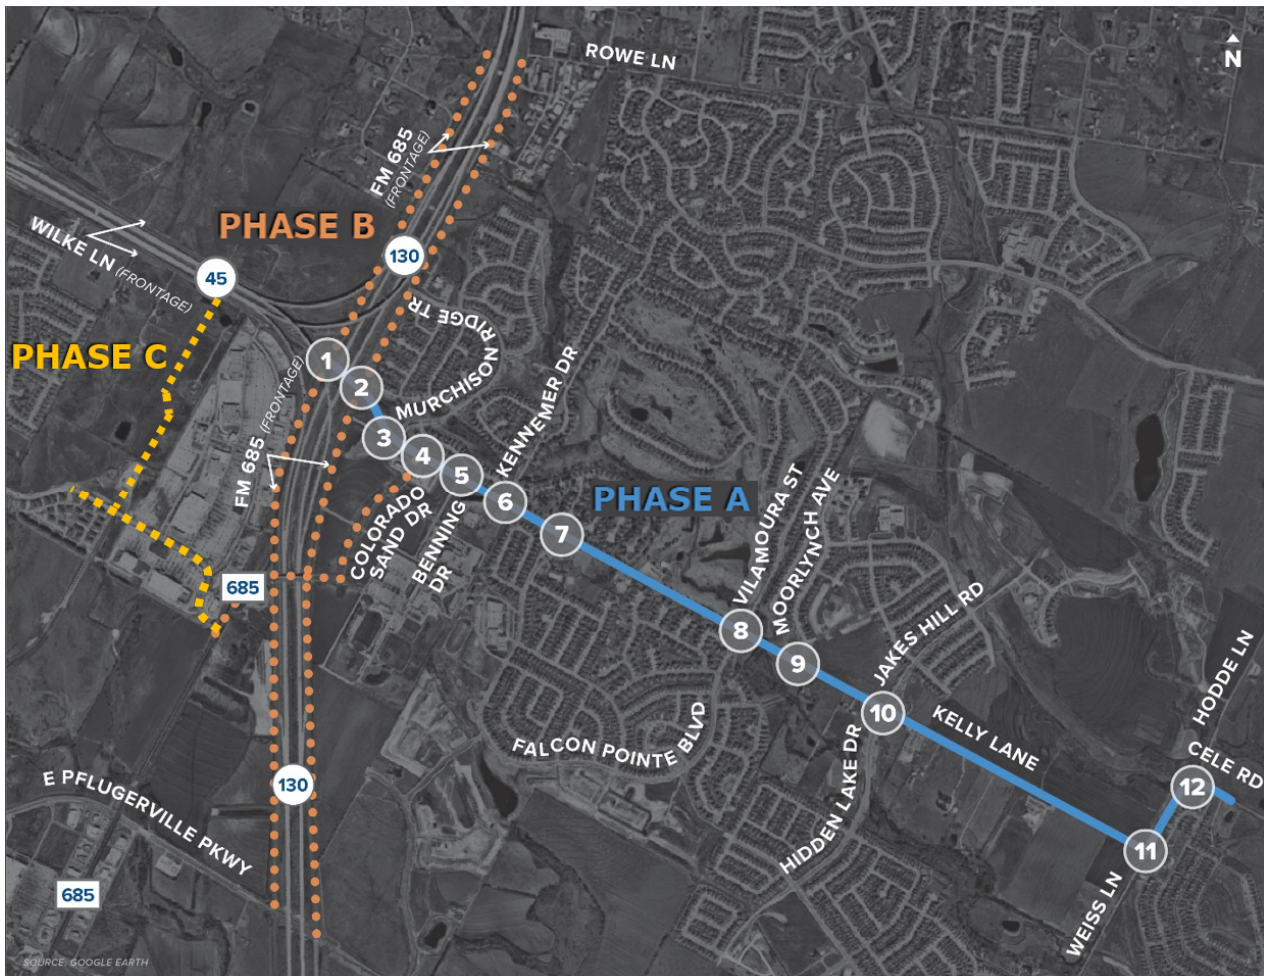 ROWE LN
N
FM 685
(FRONTAGE)
PHASE B
WILKE LN (FRONTAGE)
130
45
RIDGE TR
MURCHISON
PHASE C
1
2
FM 685 (FRONTAGE)
3
4
5
6
7
KENNEMER DR
COLORADO
SAND DR
BENNING
DR
PHASE A
VILAMOURA ST
MOORLYNCH AVE
685
8
9
JAKES HILL RD
10
KELLY LANE
HODDE LN
CELE RD
12
11
FALCON POINTE BLVD
HIDDEN LAKE DR
WEISS LN
130
E PFLUGERVILLE PKWY
685
SOURCE: GOOGLE EARTH